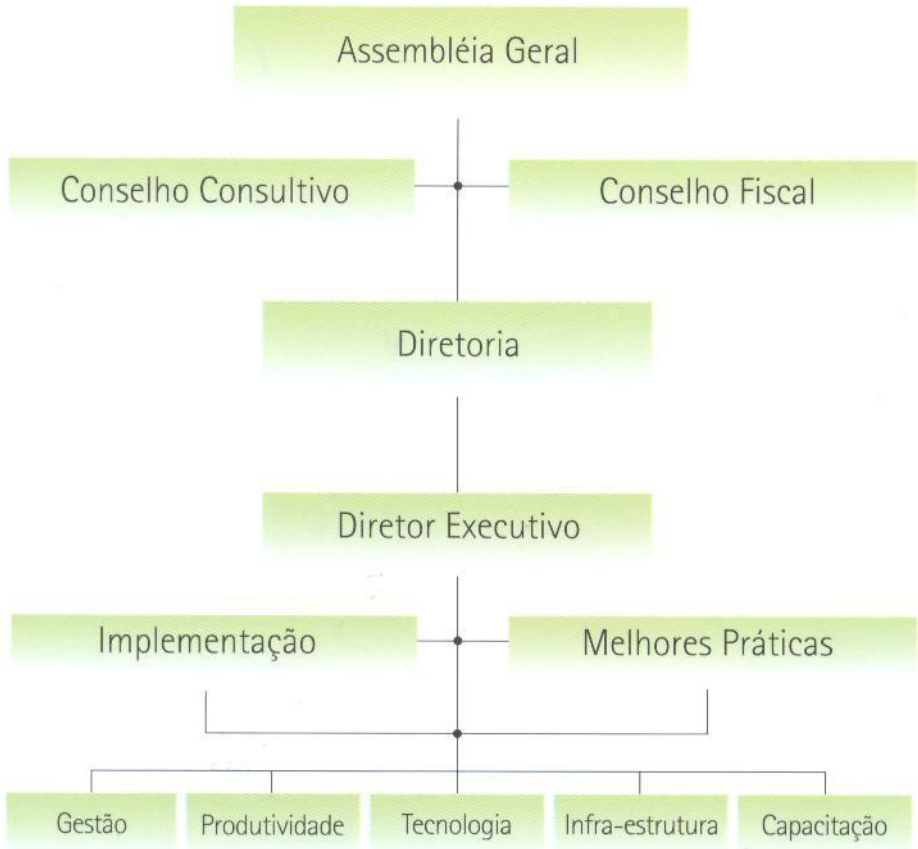 Assembléia Geral
Conselho Consultivo
Conselho Fiscal
Diretoria
Diretor Executivo
Implementação
Melhores Práticas
Gestão
Produtividade
Tecnologia
Infra-estrutura
Capacitação